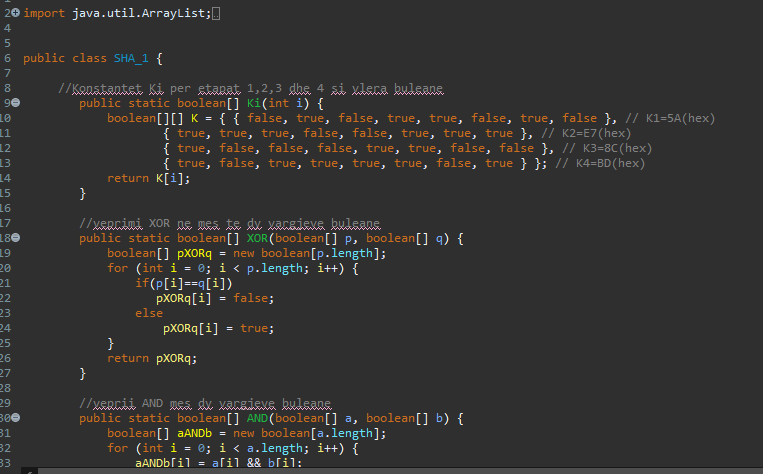 2 import java.util.ArrayList;
4
5
6 public class SHA_1 {
7
8 //Konstantet Ki per etapat 1,2,3 dhe 4 si vlera buleane
9 public static boolean[] Ki(int i) {
10 boolean[][] K = { { false, true, false, true, true, false, true, false }, // K1=5A(hex)
11 { true, true, true, false, false, true, true, true }, // K2=E7(hex)
12 { true, false, false, false, true, true, false, false }, // K3=8C(hex)
13 { true, false, true, true, true, true, false, true } }; // K4=BD(hex)
14 return K[i];
15 }
16
17 //veprimi XOR ne mes te dy vargjeve buleane
18 public static boolean[] XOR(boolean[] p, boolean[] q) {
19 boolean[] pXORq = new boolean[p.length];
20 for (int i = 0; i < p.length; i++) {
21 if(p[i]==q[i])
22 pXORq[i] = false;
23 else
24 pXORq[i] = true;
25 }
26 return pXORq;
27 }
28
29 //veprii AND mes dy vargjeve buleane
30 public static boolean[] AND(boolean[] a, boolean[] b) {
31 boolean[] aANDb = new boolean[a.length];
32 for (int i = 0; i < a.length; i++) {
33 aANDb[i] = a[i] && b[i];